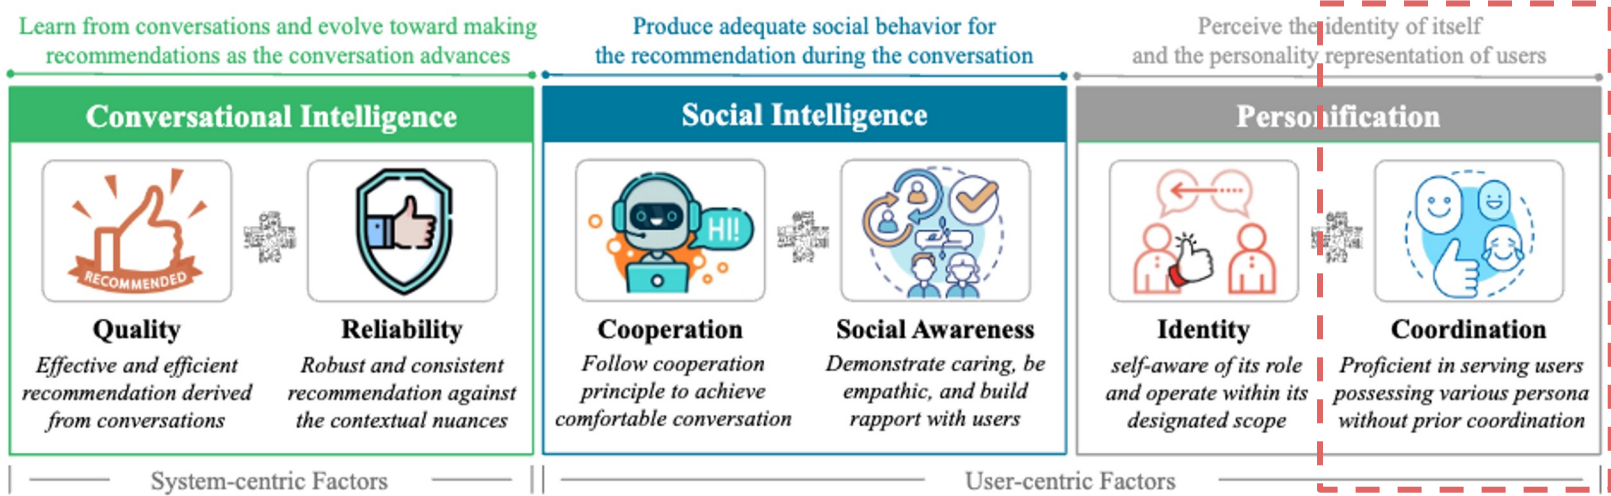 Learn from conversations and evolve toward making
recommendations as the conversation advances
Produce adequate social behavior for
the recommendation during the conversation
Perceive the identity of itself
and the personality representation of users
Conversational Intelligence
Social Intelligence
Personification
RECOMMENDED
HI!
Quality
Effective and efficient
recommendation derived
from conversations
Reliability
Robust and consistent
recommendation against
the contextual nuances
Cooperation
Follow cooperation
principle to achieve
comfortable conversation
Social Awareness
Demonstrate caring, be
empathic, and build
rapport with users
Identity
self-aware of its role
and operate within its
designated scope
Coordination
Proficient in serving users
possessing various persona
without prior coordination
System-centric Factors
User-centric Factors